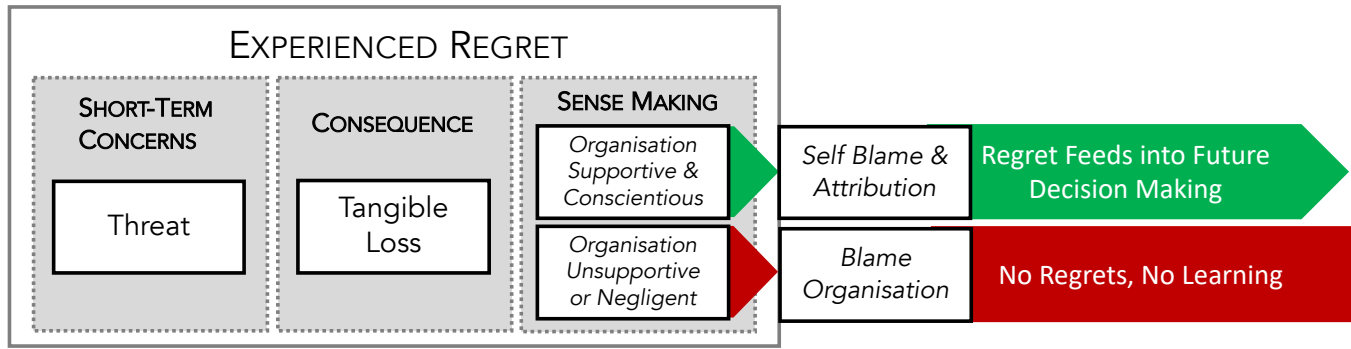 EXPERIENCED REGRET
SHORT-TERM
CONCERNS
Threat
CONSEQUENCE
Tangible
Loss
SENSE MAKING
Organisation
Supportive &
Conscientious
Organisation
Unsupportive
or Negligent
Self Blame &
Attribution
Regret Feeds into Future
Decision Making
Blame
Organisation
No Regrets, No Learning